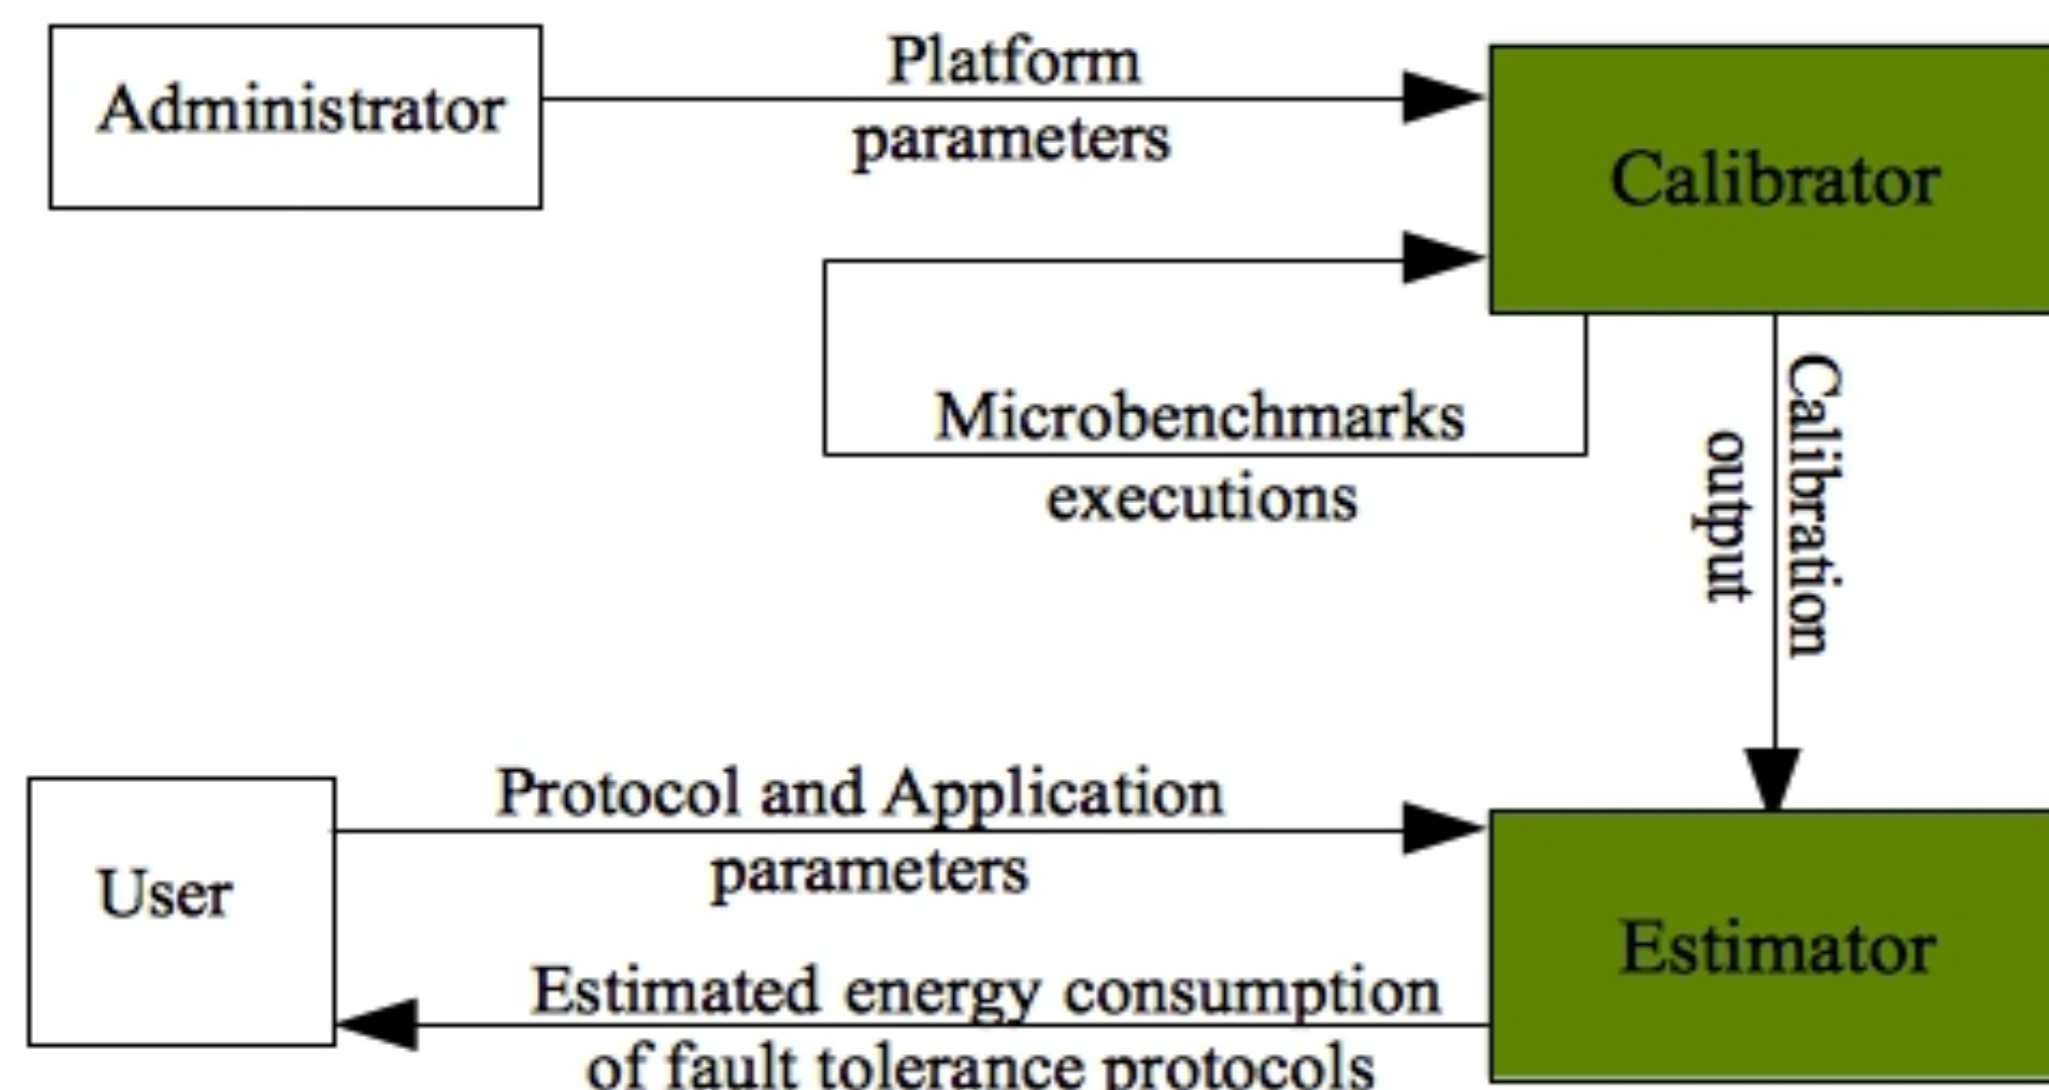 Administrator
Platform
parameters
Calibrator
Microbenchmarks
executions
Calibration
output
User
Protocol and Application
parameters
Estimator
Estimated energy consumption
of fault tolerance protocols